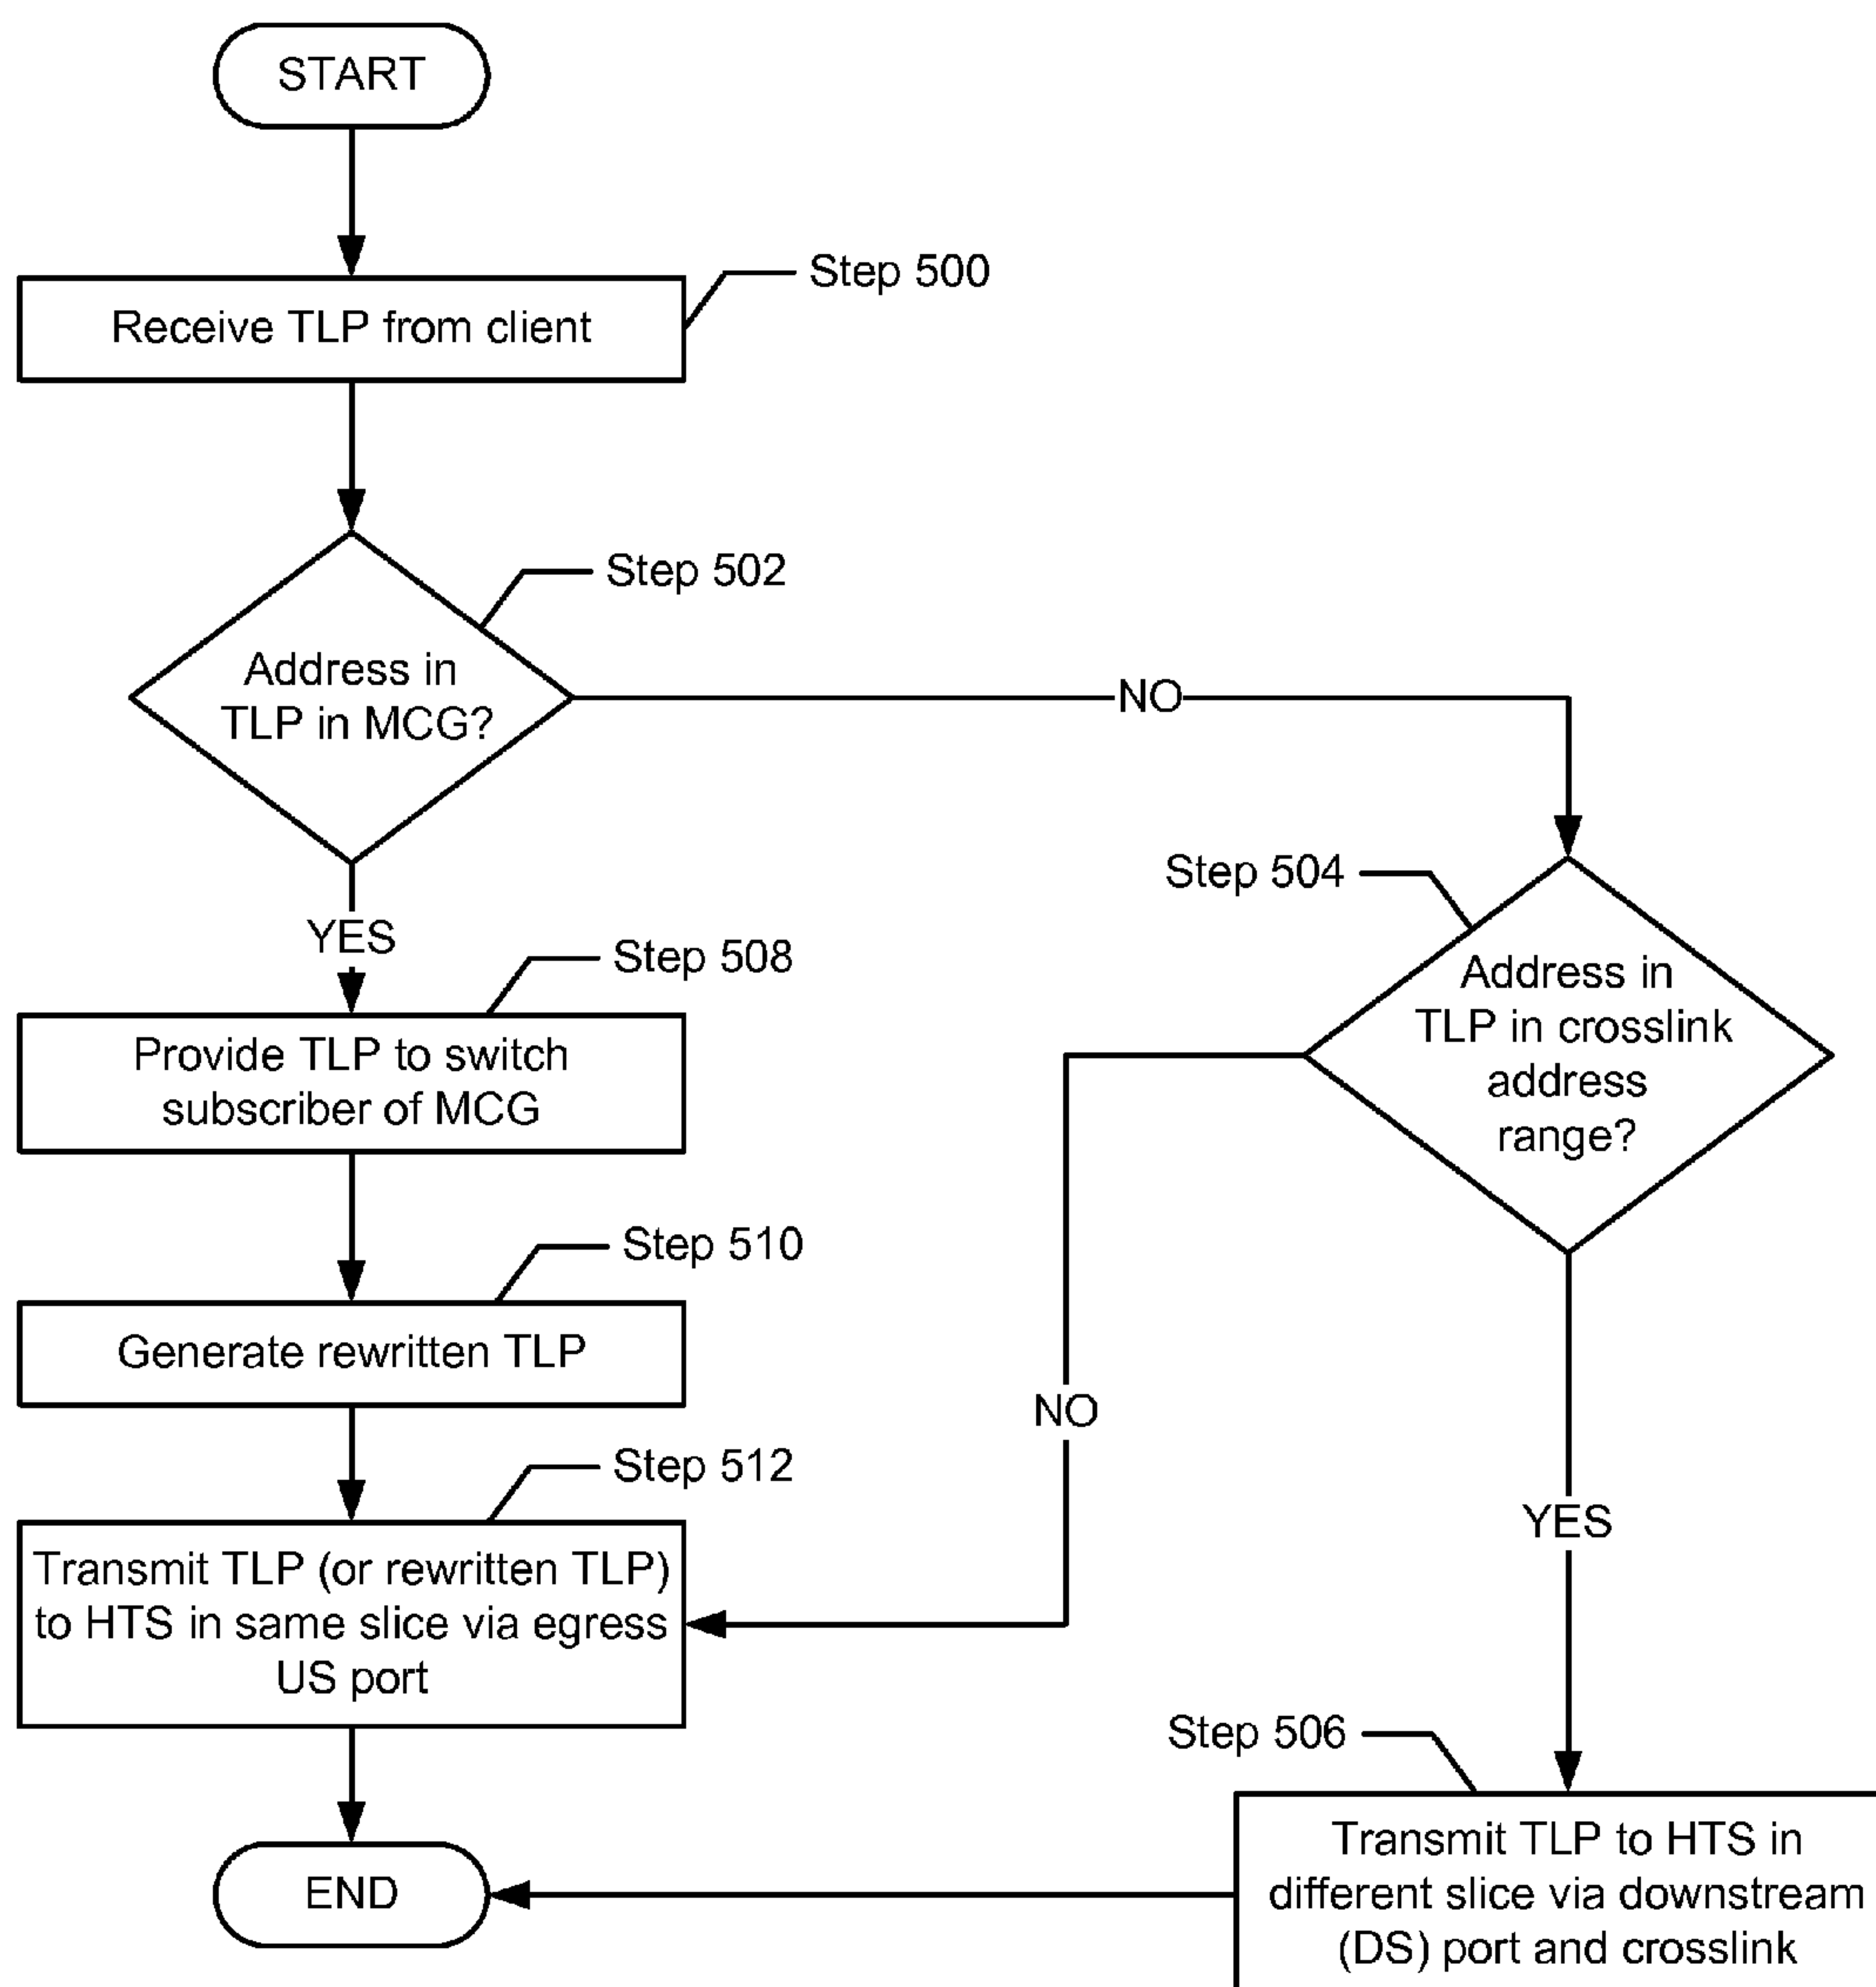 START
Step 500
Receive TLP from client
Step 502
Address in
TLP in MCG?
NO
Step 504
Address in
TLP in crosslink
address
range?
YES
Step 508
Provide TLP to switch
subscriber of MCG
Step 510
Generate rewritten TLP
NO
Step 512
Transmit TLP (or rewritten TLP)
to HTS in same slice via egress
US port
YES
Step 506
Transmit TLP to HTS in
different slice via downstream
(DS) port and crosslink
END